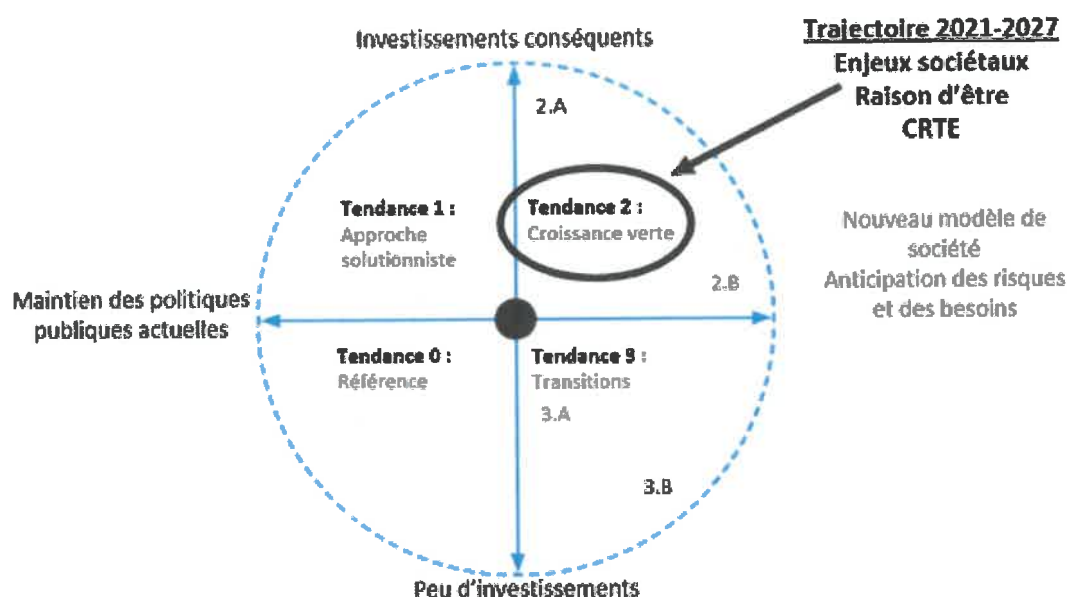 Trajectoire 2021-2027
Enjeux sociétaux
Raison d'être
CRTE
Investissements conséquents
2.A
Tendance 1 :
Approche
solutionniste
Tendance 2 :
Croissance verte
Nouveau modèle de
société
Anticipation des risques
et des besoins
2.B
Maintien des politiques
publiques actuelles
Tendance 0 :
Référence
Tendance 3 :
Transitions
3.A
3.B
Peu d'investissements